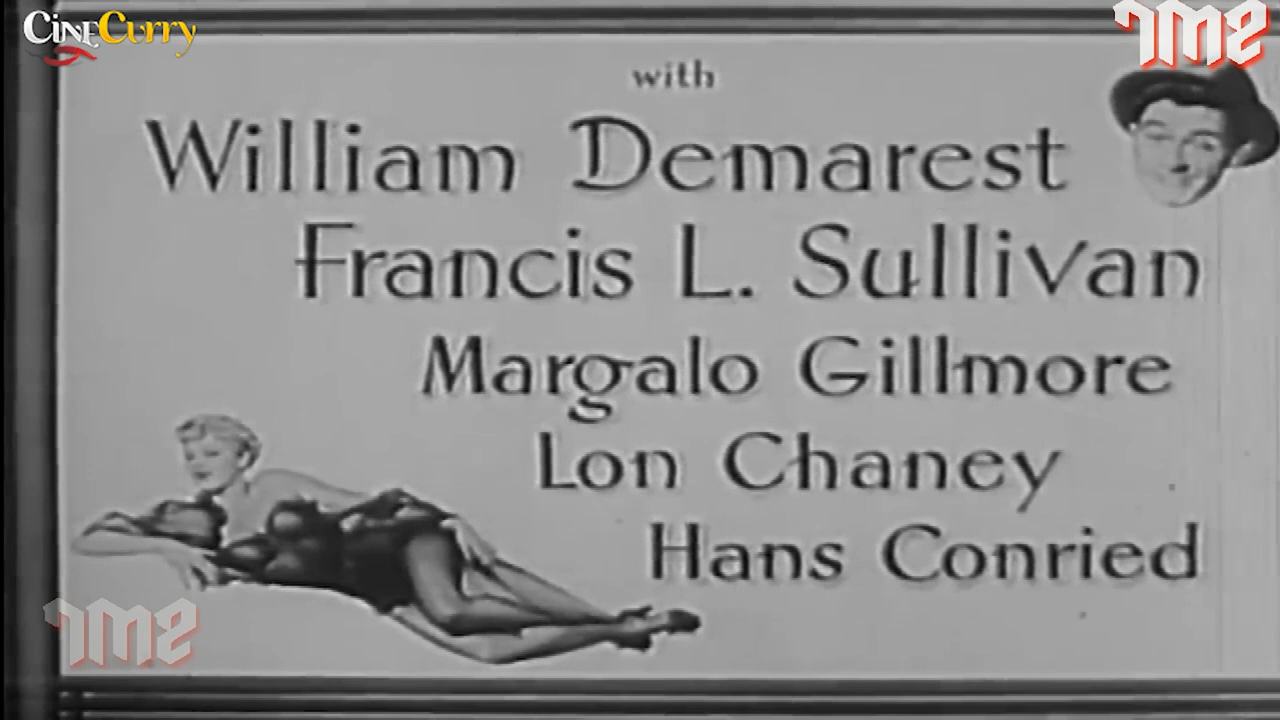 CINECURRY
with
William Demarest
Francis L. Sullivan
Margalo Gillmore
Lon Chaney
Hans Conried